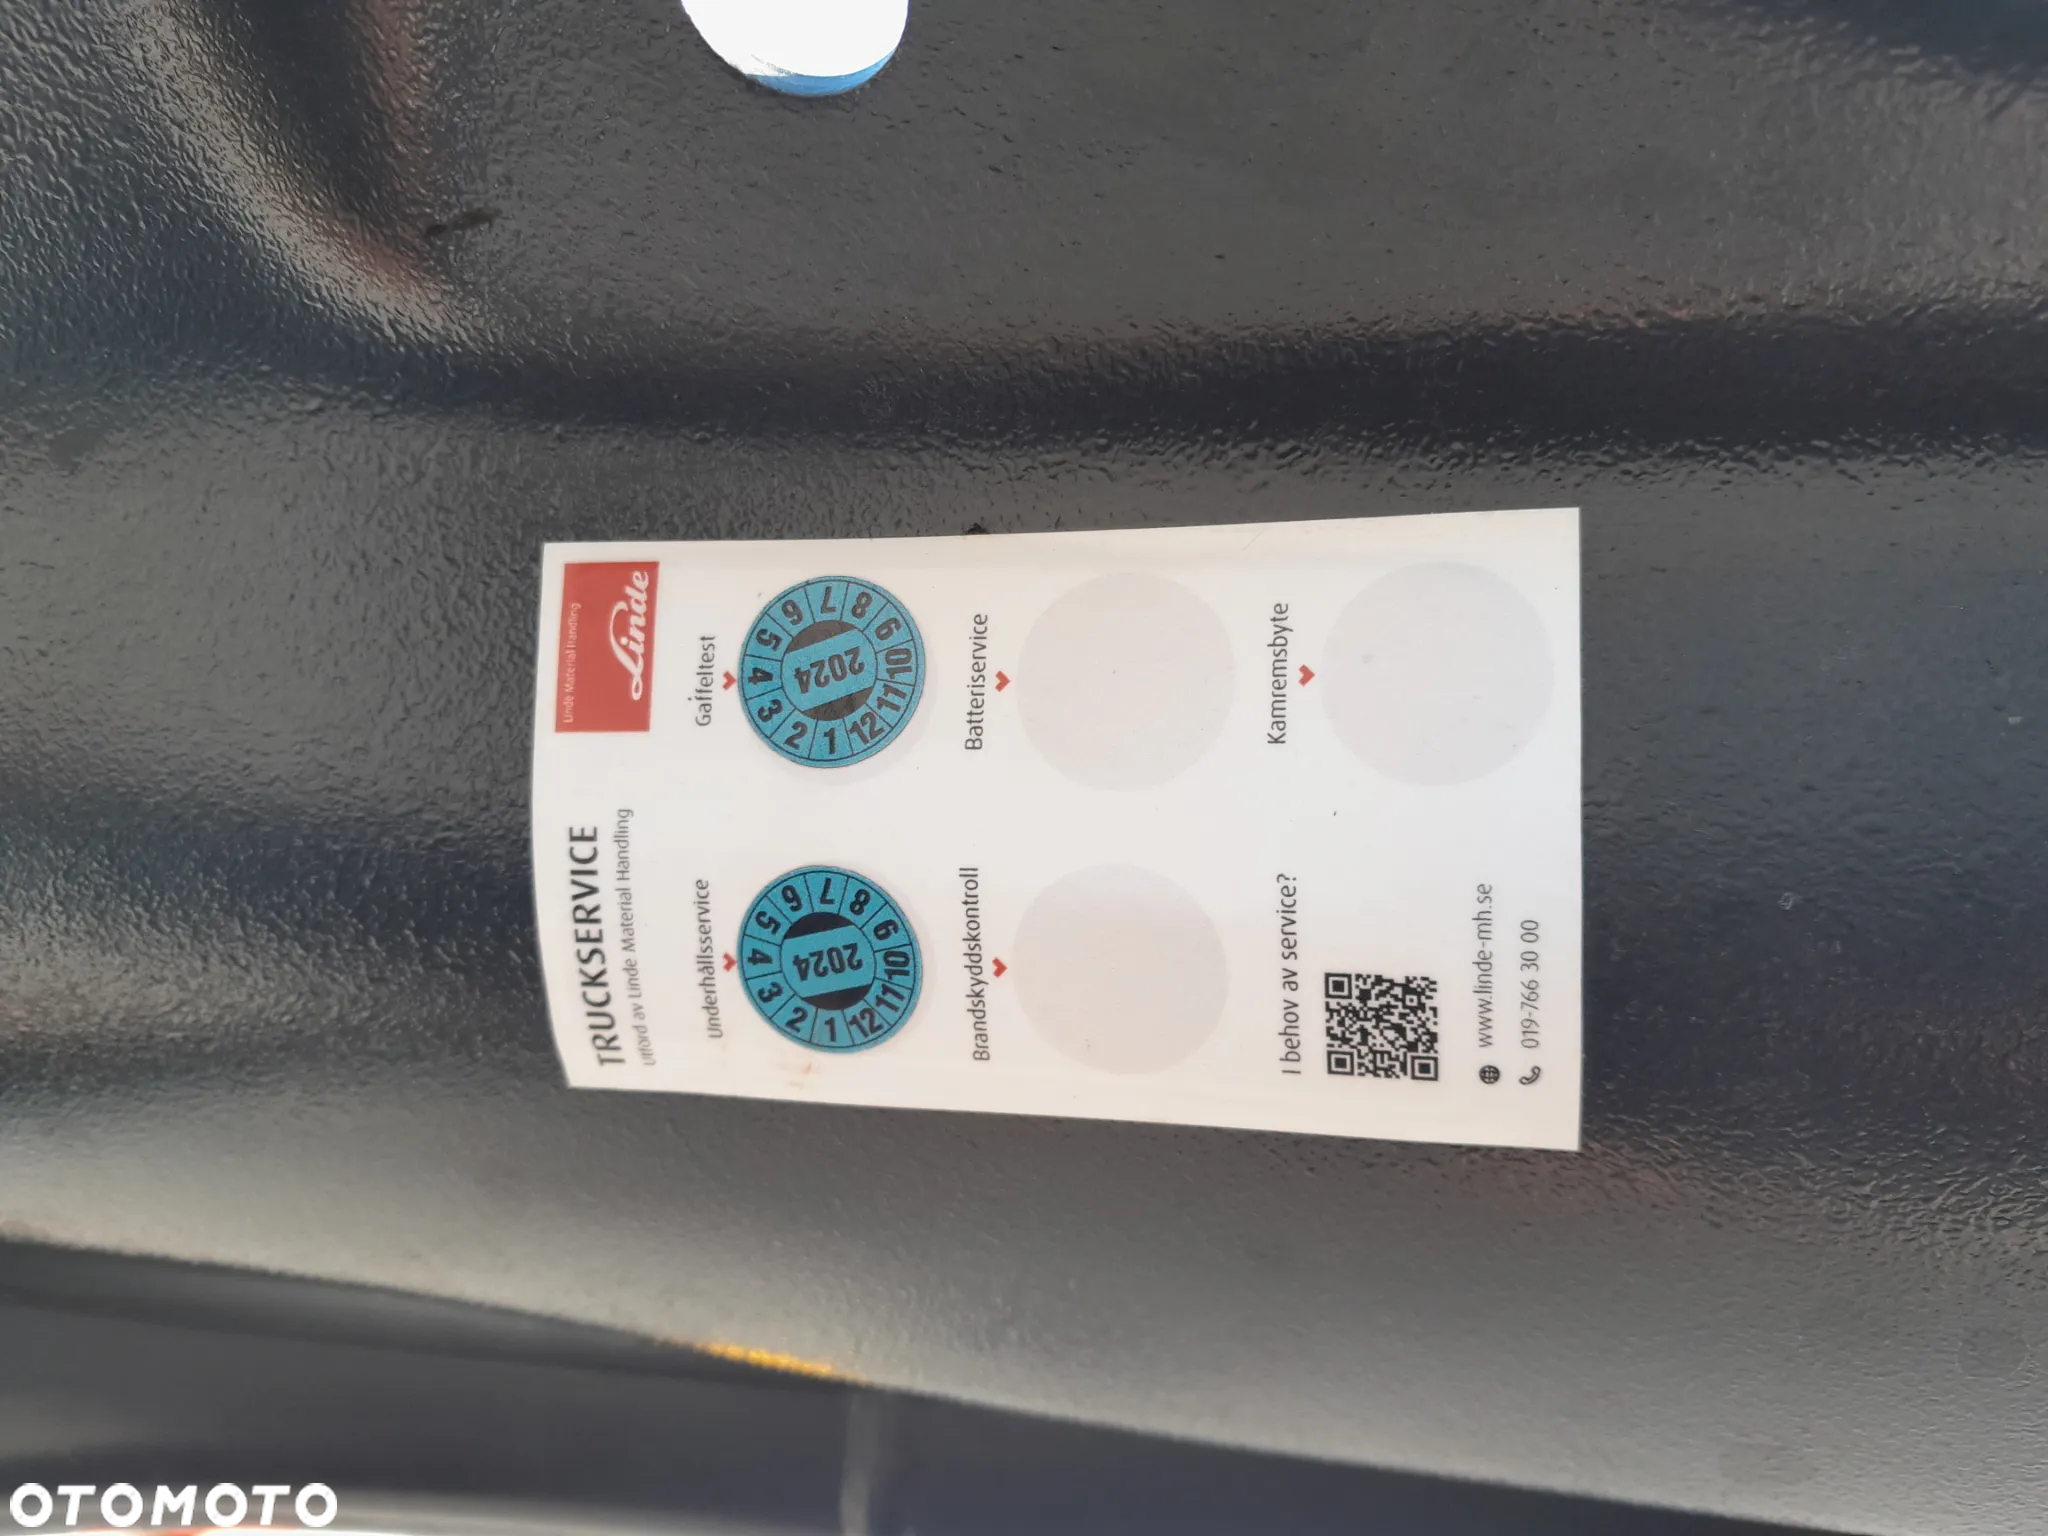 TRUCKSERVICE
Utförd av Linde Material Handling
Linde Material Handling
Linde
Underhållsservice
Gaffeltest
1 2 3 4 5 6 7 8 9 10 11 12
2024
1 2 3 4 5 6 7 8 9 10 11 12
2024
Brandskyddskontroll
Batteriservice
I behov av service?
Kamremsbyte
www.linde-mh.se
019-766 30 00
OTOMOTO